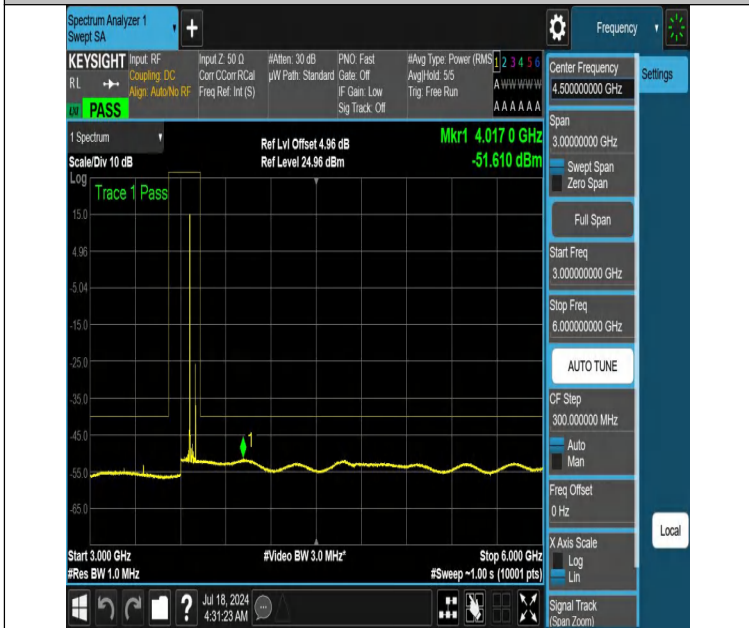 Spectrum Analyzer 1
Swept SA
+
Frequency
KEYSIGHT
RL
LXI
PASS
Input: RF
Coupling: DC
Align: Auto/No RF
Input Z: 50 Ω
Corr CCorr RCal
Freq Ref: Int (S)
#Atten: 30 dB
µW Path: Standard
PNO: Fast
Gate: Off
IF Gain: Low
Sig Track: Off
#Avg Type: Power (RMS
Avg|Hold: 5/5
Trig: Free Run
1 2 3 4 5 6
A W W W W W
A A A A A A
1 Spectrum
Scale/Div 10 dB
Ref Lvl Offset 4.96 dB
Ref Level 24.96 dBm
Mkr1 4.017 0 GHz
-51.610 dBm
Log
Trace 1 Pass
15.0
4.96
-5.04
-15.0
-25.0
-35.0
-45.0
-55.0
-65.0
1
Start 3.000 GHz
#Res BW 1.0 MHz
#Video BW 3.0 MHz*
Stop 6.000 GHz
#Sweep ~1.00 s (10001 pts)
Center Frequency
4.500000000 GHz
Settings
Span
3.00000000 GHz
Swept Span
Zero Span
Full Span
Start Freq
3.000000000 GHz
Stop Freq
6.000000000 GHz
AUTO TUNE
CF Step
300.000000 MHz
Auto
Man
Freq Offset
0 Hz
X Axis Scale
Log
Lin
Local
Signal Track
(Span Zoom)
?
Jul 18, 2024
4:31:23 AM